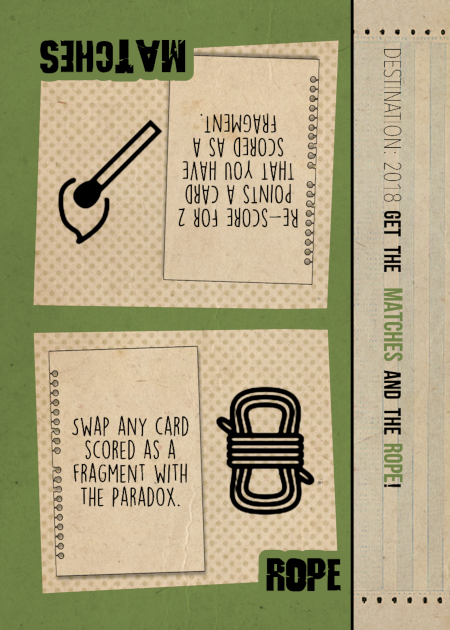 MATCHES
RE-SCORE FOR 2
POINTS A CARD
THAT YOU HAVE
SCORED AS A
FRAGMENT.
SWAP ANY CARD
SCORED AS A
FRAGMENT WITH
THE PARADOX.
ROPE
DESTINATION: 2018 GET THE MATCHES AND THE ROPE!